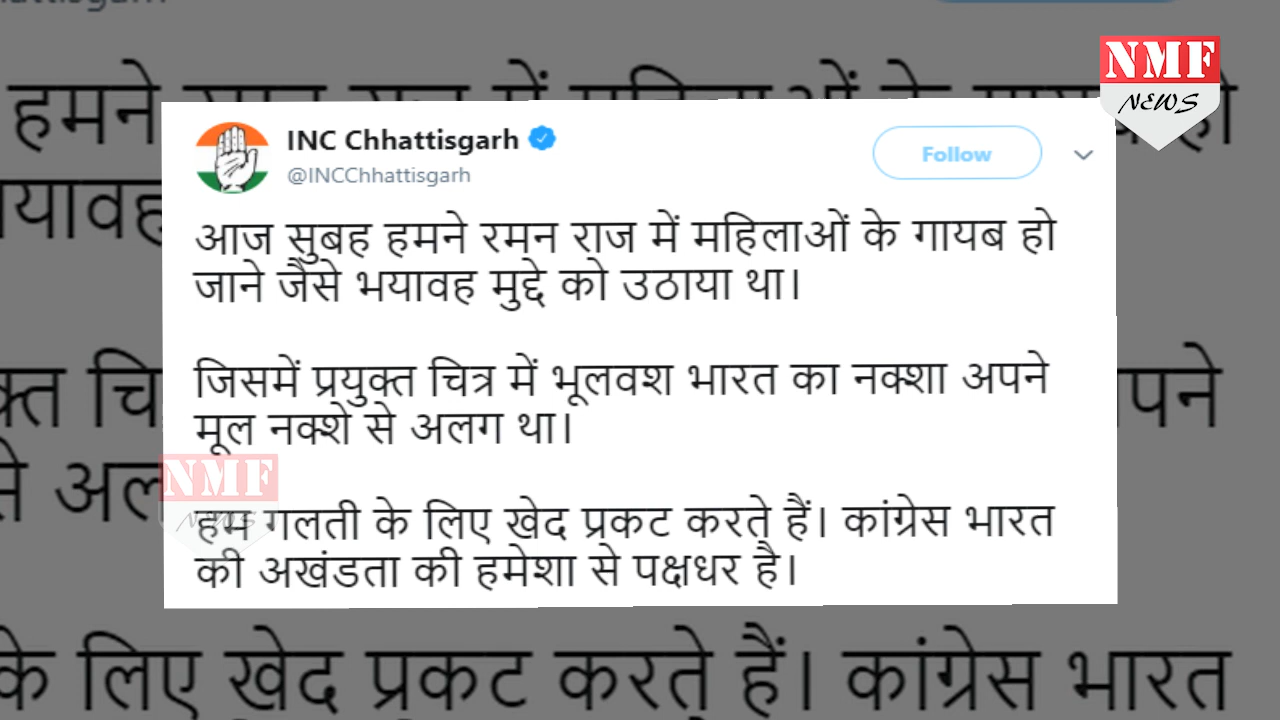 NMF
NEWS
INC Chhattisgarh
@INCChhattisgarh
Follow
आज सुबह हमने रमन राज में महिलाओं के गायब हो
जाने जैसे भयावह मुद्दे को उठाया था।
जिसमें प्रयुक्त चित्र में भूलवश भारत का नक्शा अपने
मूल नक्शे से अलग था।
NMF
NEWS
हम गलती के लिए खेद प्रकट करते हैं। कांग्रेस भारत
की अखंडता की हमेशा से पक्षधर है।
के लिए खेद प्रकट करते हैं। कांग्रेस भारत